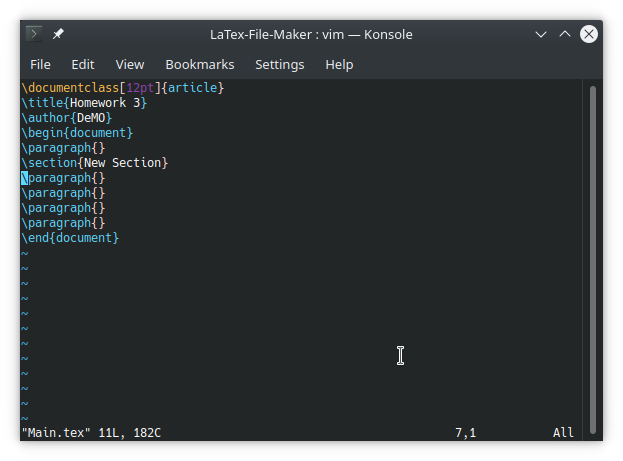 LaTex-File-Maker : vim — Konsole
File Edit View Bookmarks Settings Help
\documentclass[12pt]{article}
\title{Homework 3}
\author{DeMO}
\begin{document}
\paragraph{}
\section{New Section}
\paragraph{}
\paragraph{}
\paragraph{}
\paragraph{}
\end{document}
~
~
~
~
~
~
~
~
~
~
~
~
"Main.tex" 11L, 182C 7,1 All